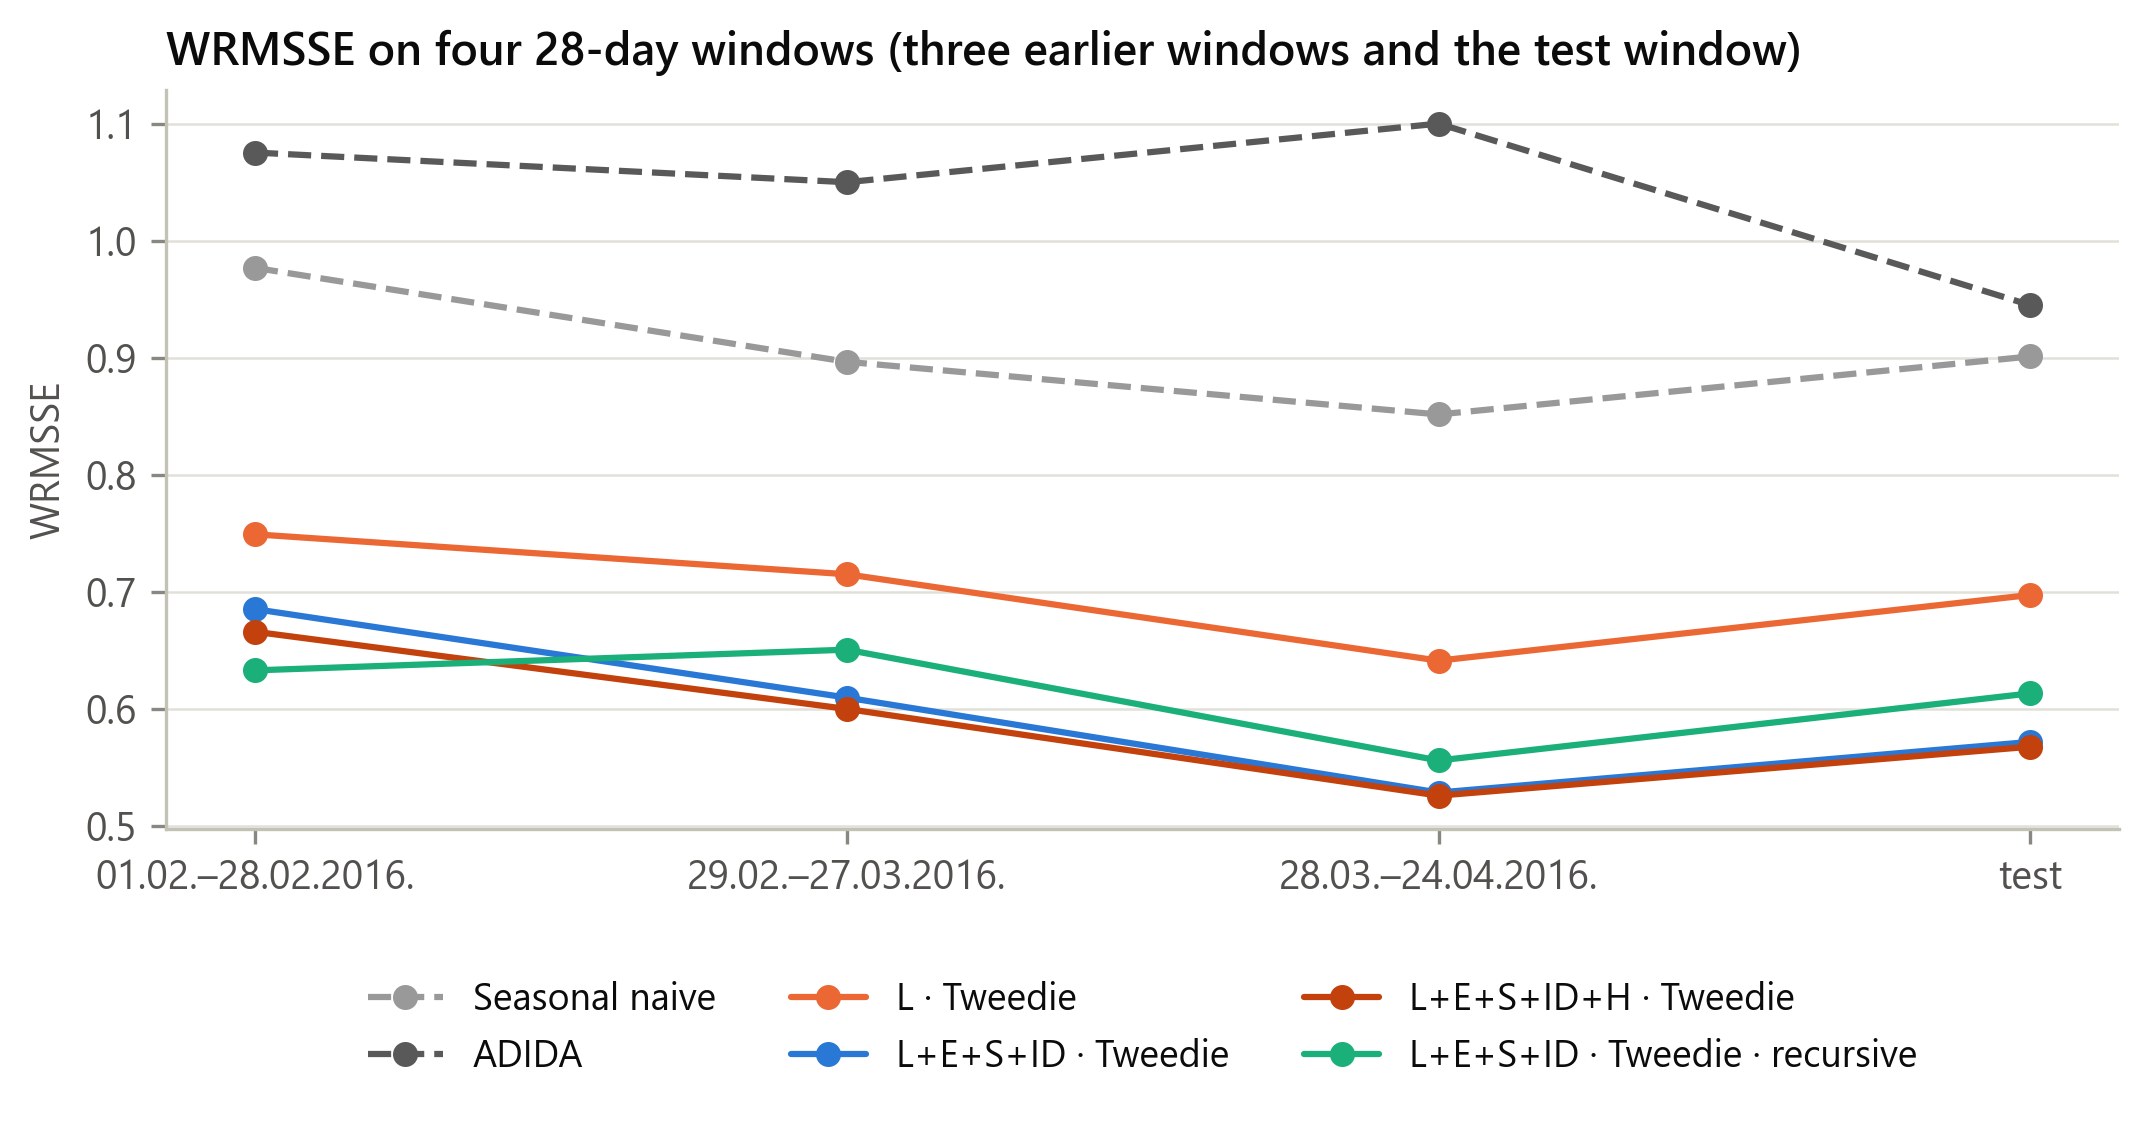 WRMSSE on four 28-day windows (three earlier windows and the test window)
WRMSSE
1.1
1.0
0.9
0.8
0.7
0.6
0.5
01.02.–28.02.2016.
29.02.–27.03.2016.
28.03.–24.04.2016.
test
Seasonal naive
ADIDA
L · Tweedie
L+E+S+ID · Tweedie
L+E+S+ID+H · Tweedie
L+E+S+ID · Tweedie · recursive